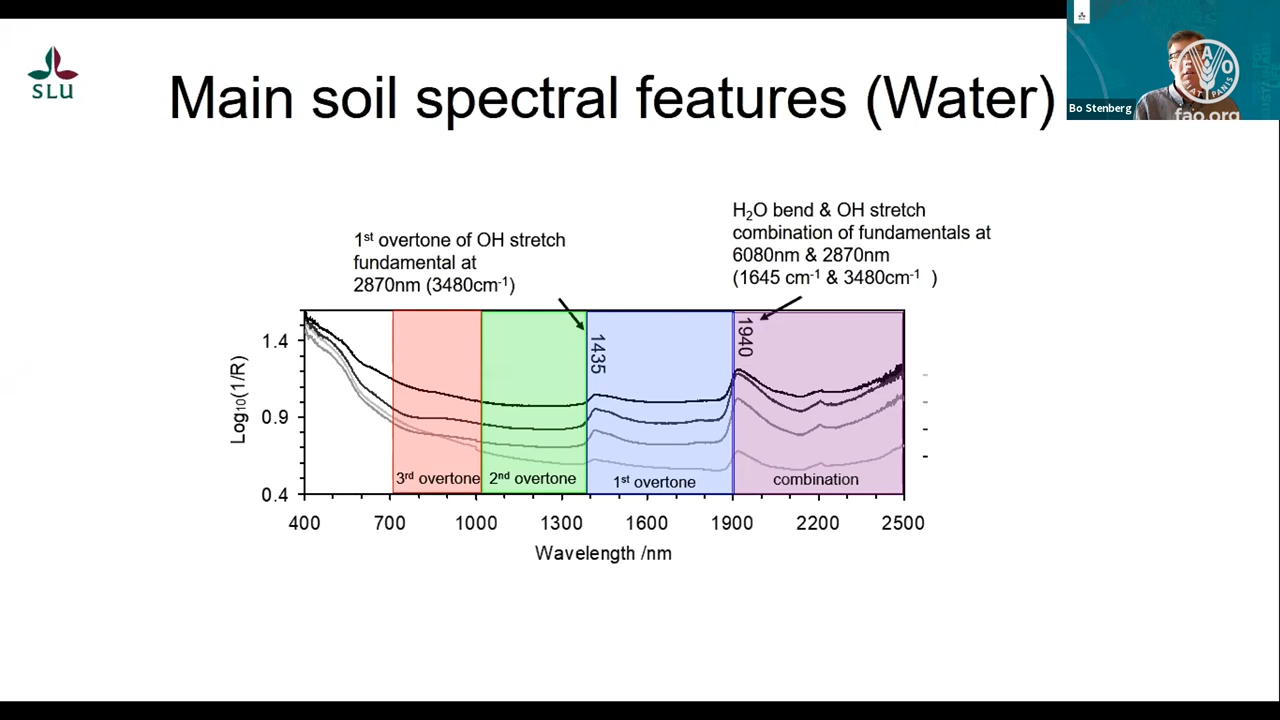 SLU
Main soil spectral features (Water)
Bo Stenberg
FAO
FIAT PANIS
fao.org
1st overtone of OH stretch
fundamental at
2870nm (3480cm-1)
H2O bend & OH stretch
combination of fundamentals at
6080nm & 2870nm
(1645 cm-1 & 3480cm-1 )
1435
1940
Log10(1/R)
1.4
0.9
0.4
3rd overtone
2nd overtone
1st overtone
combination
400 700 1000 1300 1600 1900 2200 2500
Wavelength /nm